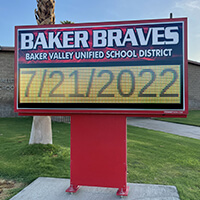 BAKER BRAVES
BAKER VALLEY UNIFIED SCHOOL DISTRICT
7/21/2022